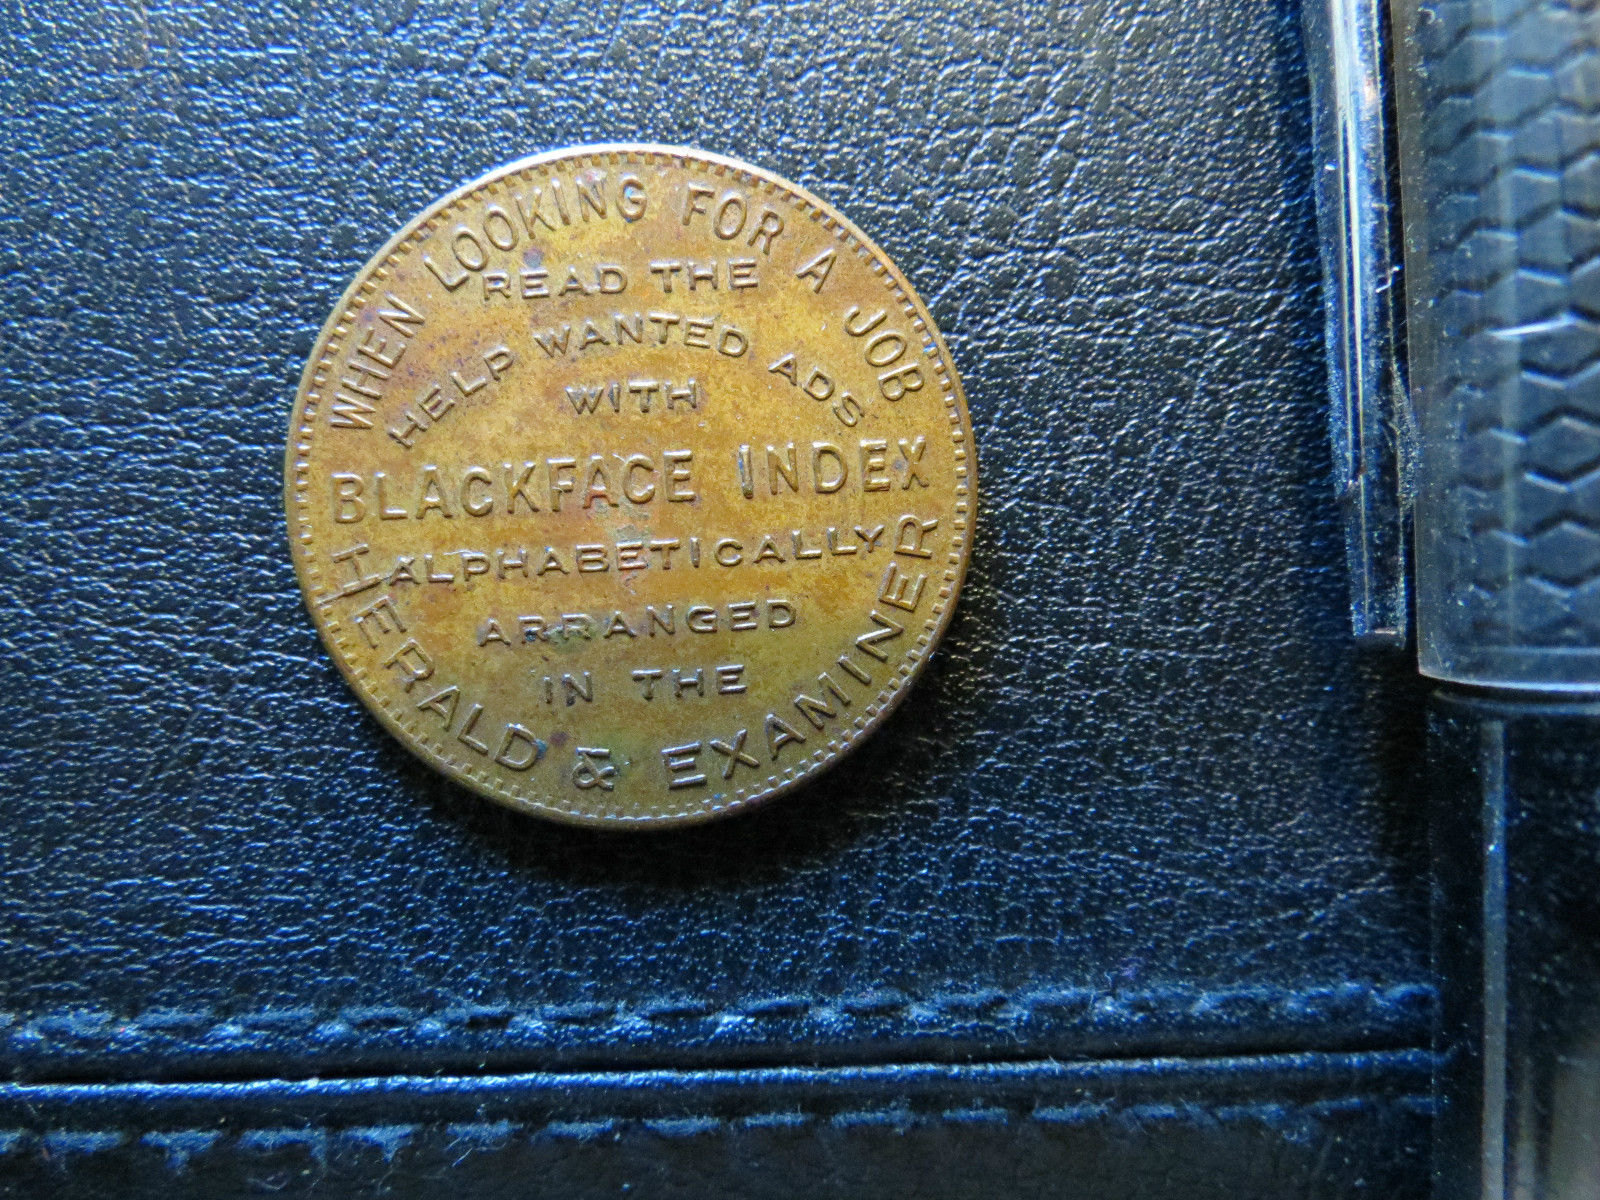 WHEN LOOKING FOR A JOB
READ THE
HELP WANTED ADS
WITH
BLACKFACE INDEX
ALPHABETICALLY
ARRANGED
IN THE
HERALD & EXAMINER